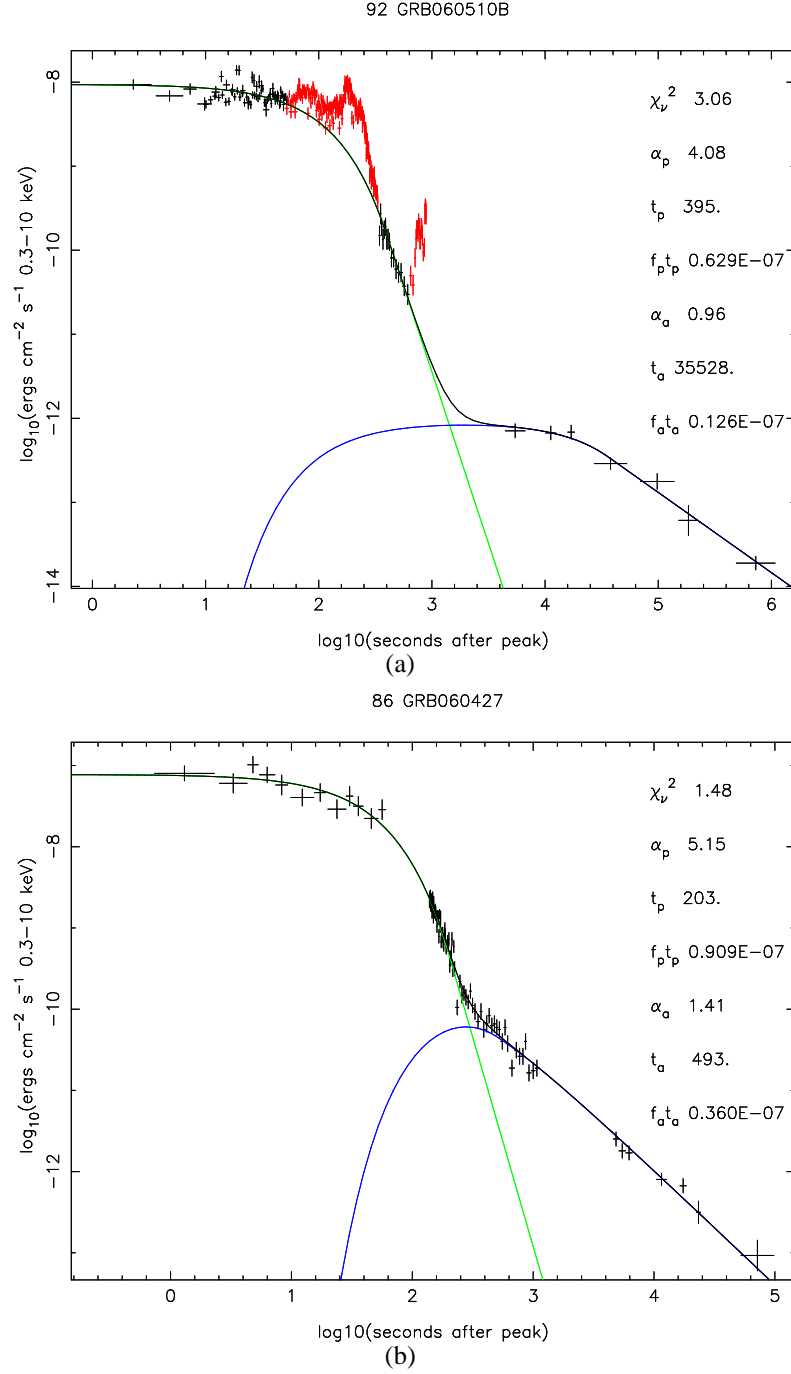 92 GRB060510B
log₁₀(ergs cm⁻² s⁻¹ 0.3−10 keV)
−8
−10
−12
−14
χᵥ² 3.06
αₚ 4.08
tₚ 395.
fₚtₚ 0.629E−07
αₐ 0.96
tₐ 35528.
fₐtₐ 0.126E−07
0 1 2 3 4 5 6
log10(seconds after peak)
(a)
86 GRB060427
log₁₀(ergs cm⁻² s⁻¹ 0.3−10 keV)
−8
−10
−12
χᵥ² 1.48
αₚ 5.15
tₚ 203.
fₚtₚ 0.909E−07
αₐ 1.41
tₐ 493.
fₐtₐ 0.360E−07
0 1 2 3 4 5
log10(seconds after peak)
(b)